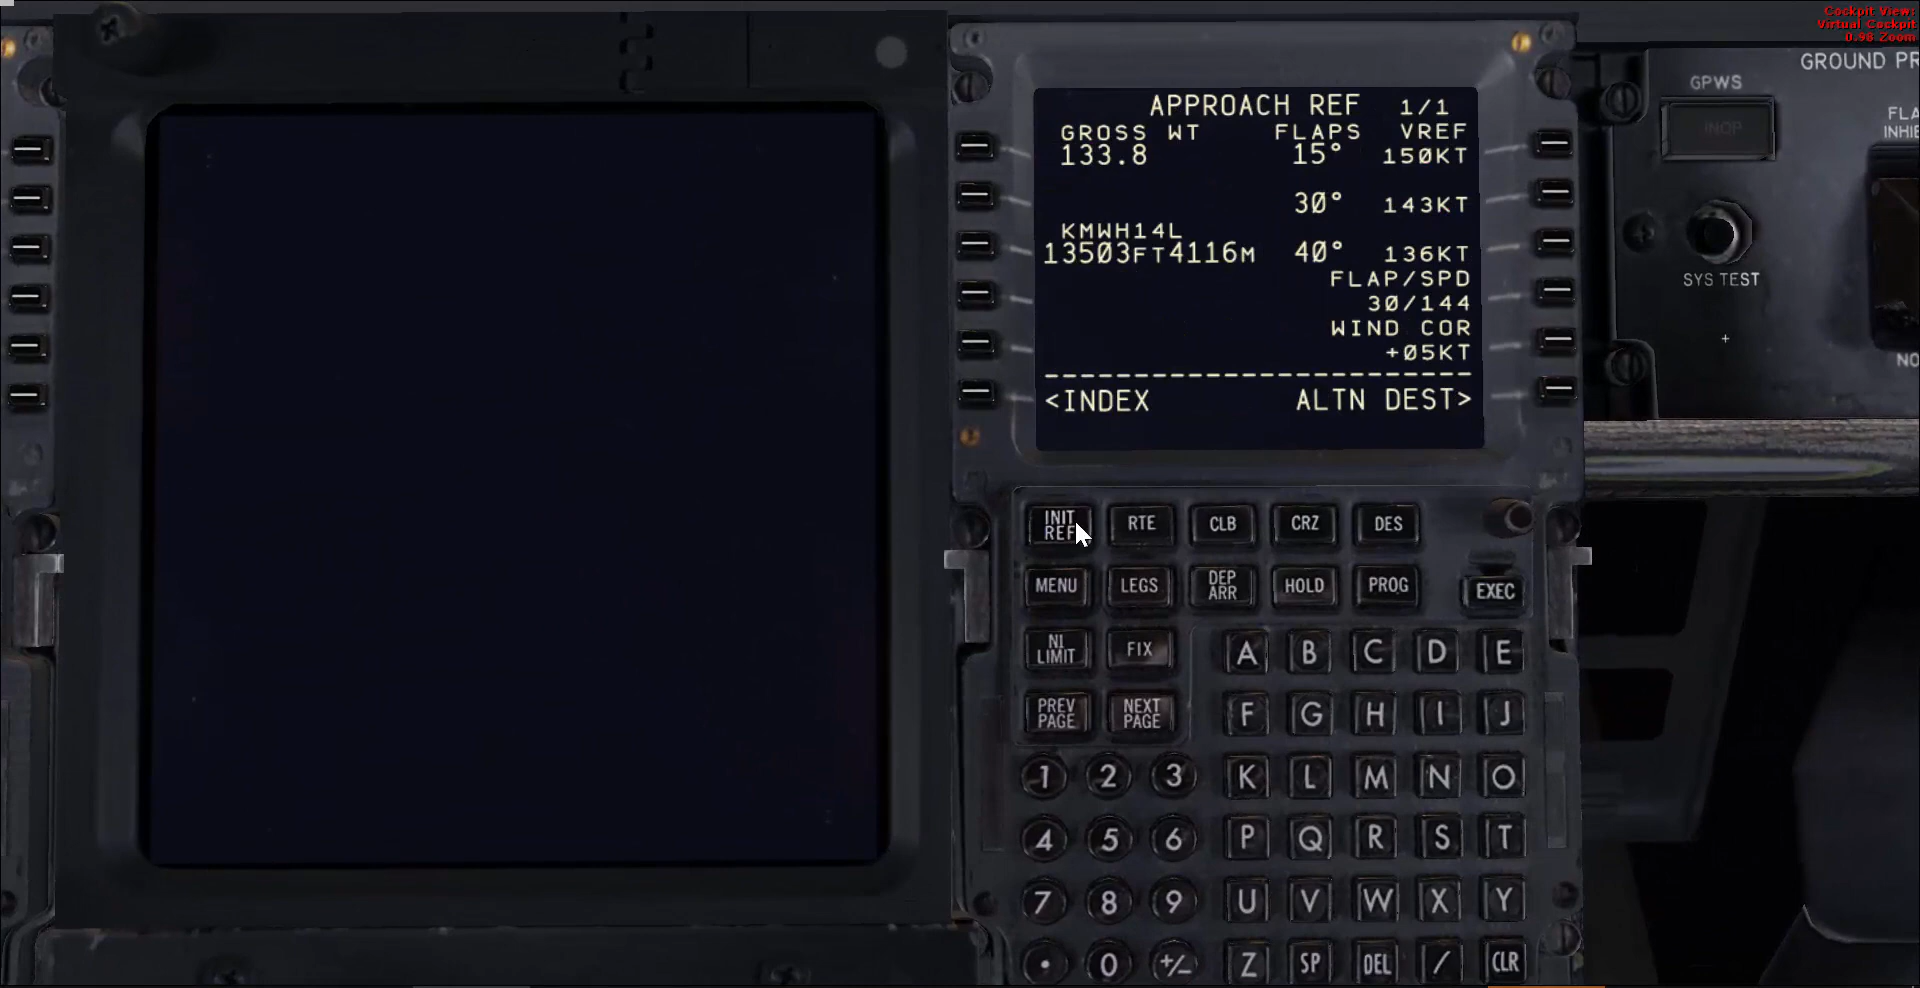 Cockpit View:
Virtual Cockpit
0.98 Zoom
GROUND PR
GPWS
INOP
FLA
INHIB
SYS TEST
NO
APPROACH REF 1/1
GROSS WT FLAPS VREF
133.8 15° 150KT
30° 143KT
KMWH14L
13503FT4116M 40° 136KT
FLAP/SPD
30/144
WIND COR
+05KT
------------------------
<INDEX ALTN DEST>
INIT REF
RTE
CLB
CRZ
DES
MENU
LEGS
DEP ARR
HOLD
PROG
EXEC
N1 LIMIT
FIX
A B C D E
PREV PAGE
NEXT PAGE
F G H I J
1 2 3 K L M N O
4 5 6 P Q R S T
7 8 9 U V W X Y
. 0 +/- Z SP DEL / CLR